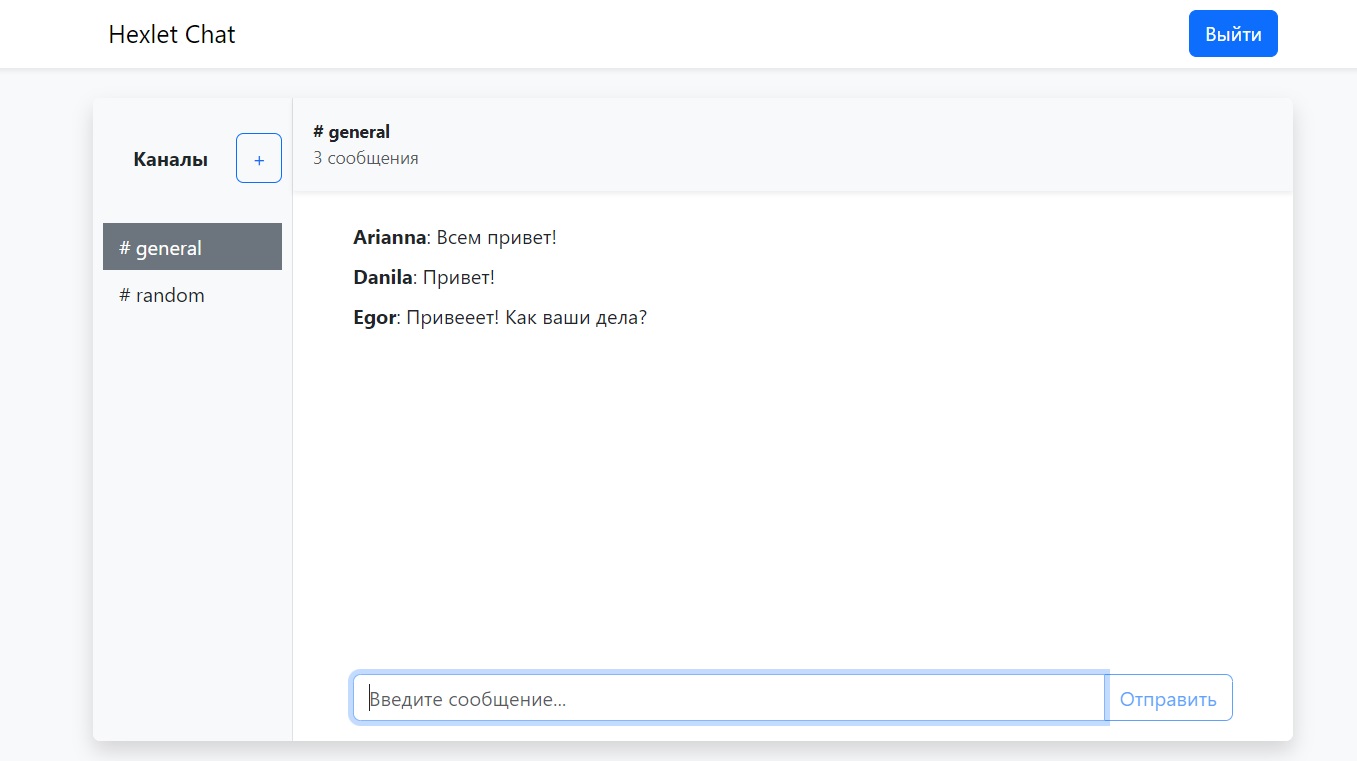 Hexlet Chat
Выйти
Каналы
+
# general
# random
# general
3 сообщения
Arianna: Всем привет!
Danila: Привет!
Egor: Привееет! Как ваши дела?
Введите сообщение...
Отправить